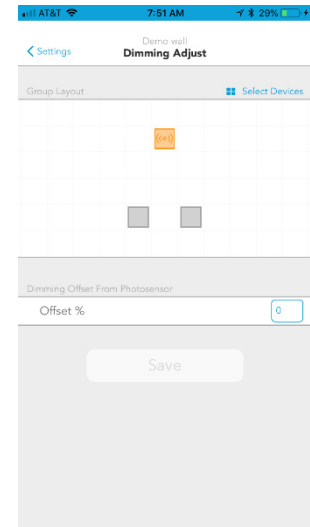 AT&T 7:51 AM 29%
Demo wall
Settings Dimming Adjust
Group Layout Select Devices
Dimming Offset From Photosensor
Offset % 0
Save